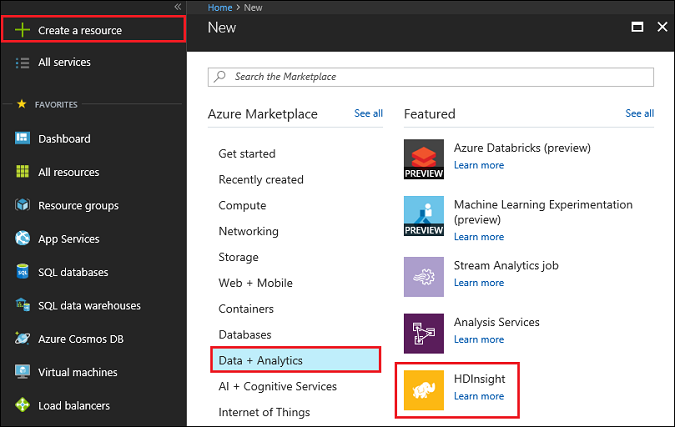 Create a resource
All services
FAVORITES
Dashboard
All resources
Resource groups
App Services
SQL databases
SQL data warehouses
Azure Cosmos DB
Virtual machines
Load balancers
Home > New
New
Search the Marketplace
Azure Marketplace See all
Get started
Recently created
Compute
Networking
Storage
Web + Mobile
Containers
Databases
Data + Analytics
AI + Cognitive Services
Internet of Things
Featured See all
PREVIEW
Azure Databricks (preview)
Learn more
PREVIEW
Machine Learning Experimentation
(preview)
Learn more
Stream Analytics job
Learn more
Analysis Services
Learn more
HDInsight
Learn more